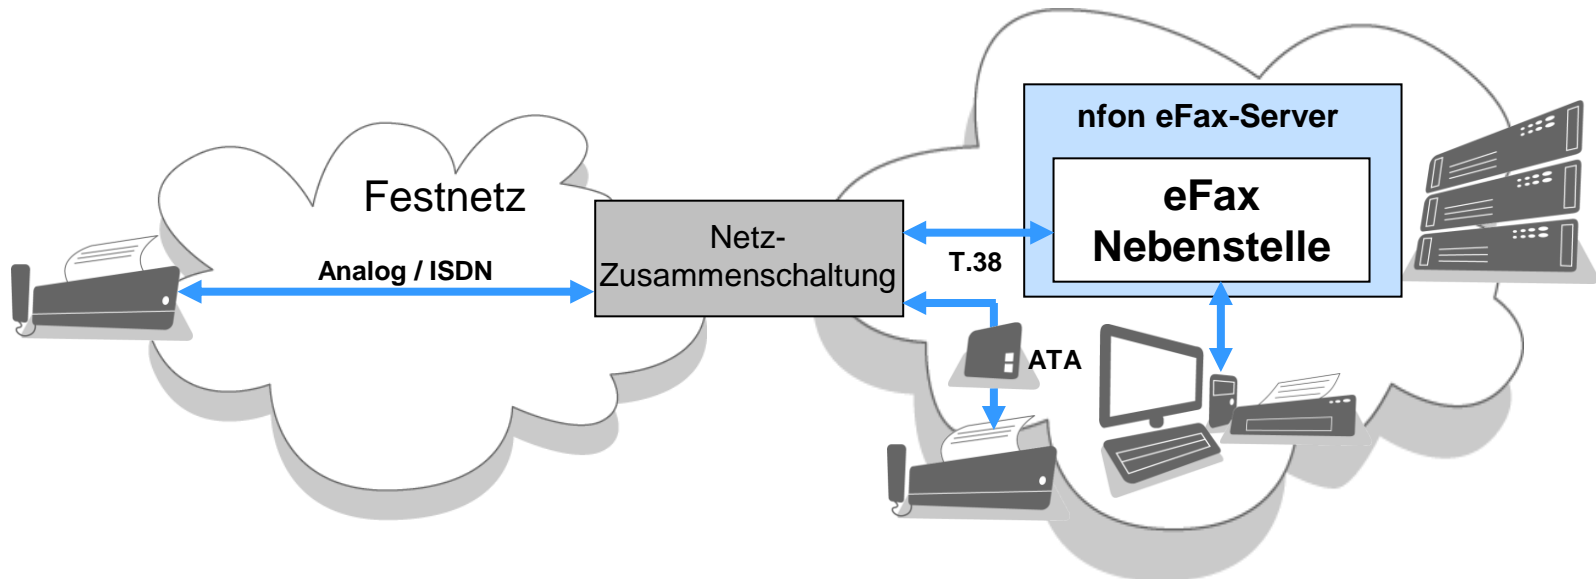 nfon eFax-Server
eFax
Nebenstelle
Festnetz
Netz-
Zusammenschaltung
Analog / ISDN
T.38
ATA